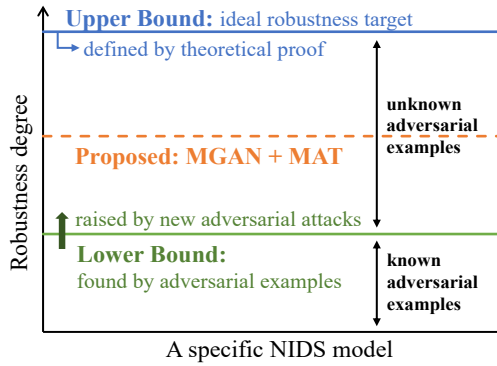 Upper Bound: ideal robustness target
defined by theoretical proof
unknown
adversarial
examples
Proposed: MGAN + MAT
raised by new adversarial attacks
Lower Bound:
found by adversarial examples
known
adversarial
examples
Robustness degree
A specific NIDS model